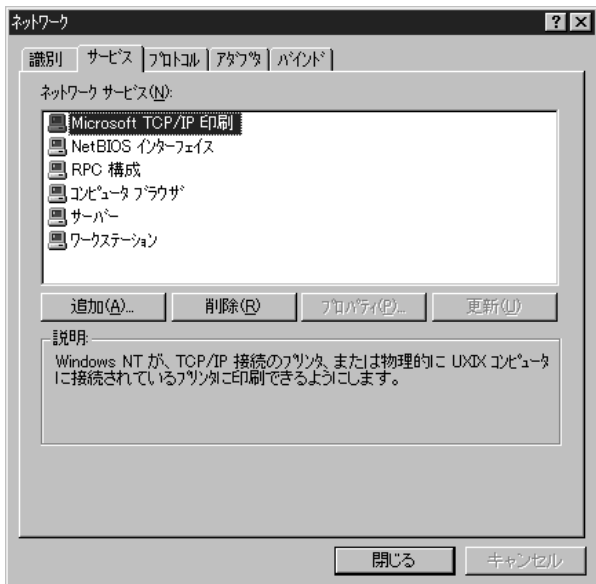 ネットワーク
識別 サービス プロトコル アダプタ バインド
ネットワーク サービス(N):
Microsoft TCP/IP 印刷
NetBIOS インターフェイス
RPC 構成
コンピュータ ブラウザ
サーバー
ワークステーション
追加(A)... 削除(R) プロパティ(P)... 更新(U)
説明:
Windows NT が、TCP/IP 接続のプリンタ、または物理的に UXIX コンピュータ
に接続されているプリンタに印刷できるようにします。
閉じる キャンセル